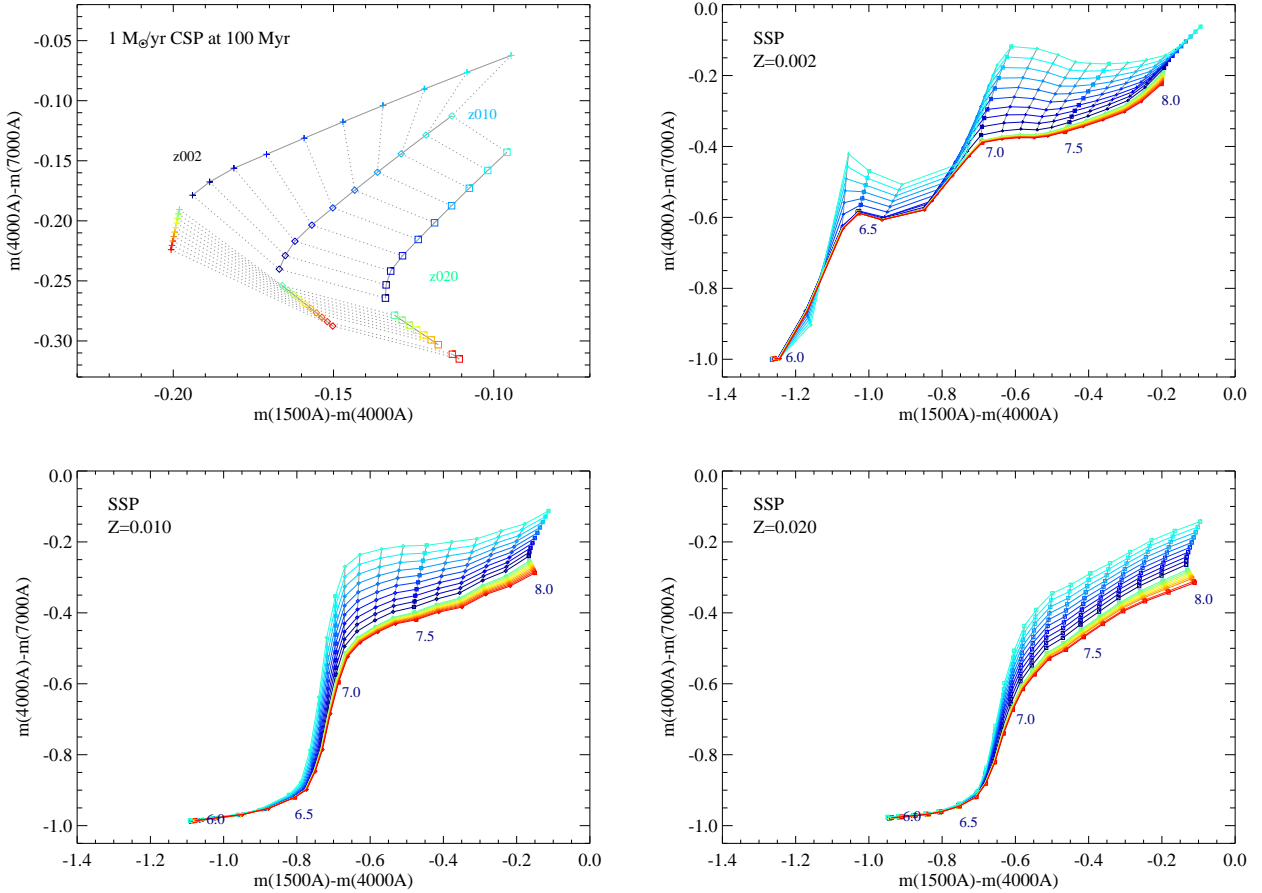 1 M☉/yr CSP at 100 Myr
z010
z002
z020
-0.05
-0.10
-0.15
-0.20
-0.25
-0.30
m(4000A)-m(7000A)
-0.20 -0.15 -0.10
m(1500A)-m(4000A)
SSP
Z=0.002
8.0
7.0
7.5
6.5
6.0
0.0
-0.2
-0.4
-0.6
-0.8
-1.0
m(4000A)-m(7000A)
-1.4 -1.2 -1.0 -0.8 -0.6 -0.4 -0.2 0.0
m(1500A)-m(4000A)
SSP
Z=0.010
8.0
7.5
7.0
6.5
6.0
0.0
-0.2
-0.4
-0.6
-0.8
-1.0
m(4000A)-m(7000A)
-1.4 -1.2 -1.0 -0.8 -0.6 -0.4 -0.2 0.0
m(1500A)-m(4000A)
SSP
Z=0.020
8.0
7.5
7.0
6.5
6.0
0.0
-0.2
-0.4
-0.6
-0.8
-1.0
m(4000A)-m(7000A)
-1.4 -1.2 -1.0 -0.8 -0.6 -0.4 -0.2 0.0
m(1500A)-m(4000A)